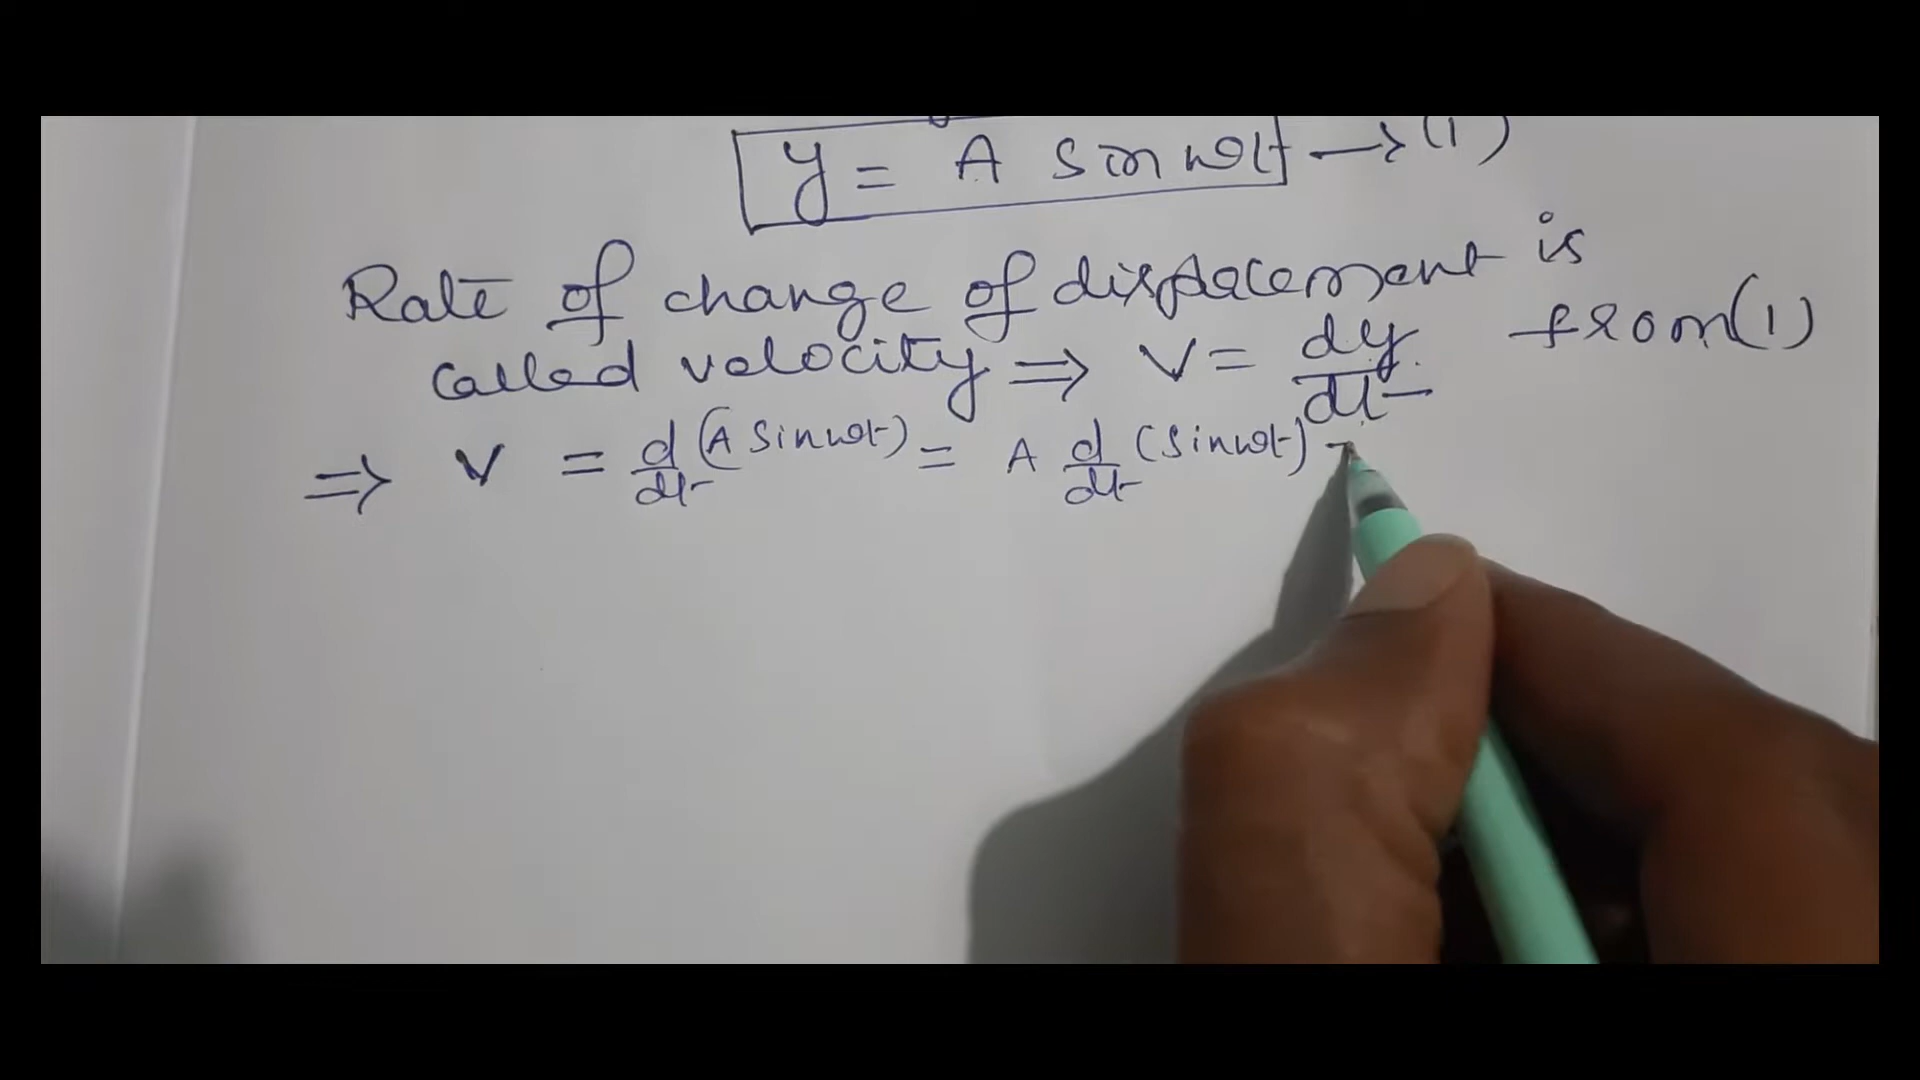 y = A sin ωt → (1)
Rate of change of displacement is
called velocity ⇒ V = dy/dt from (1)
⇒ V = d/dt (A sin ωt) = A d/dt (sin ωt) =